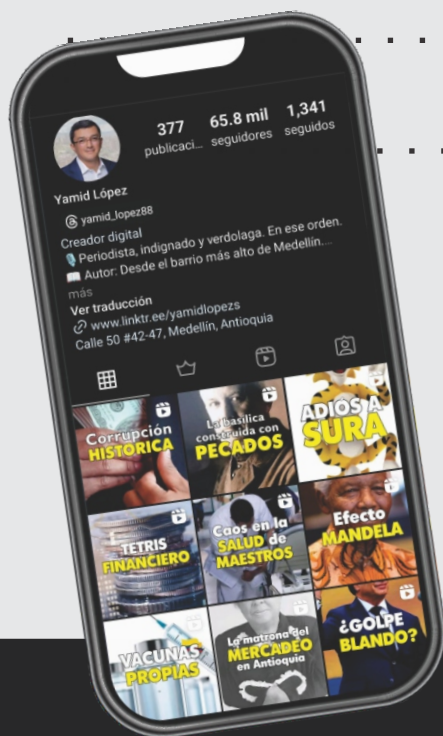 377
65.8 mil
1,341
publicaci...
seguidores
seguidos
Yamid López
yamid_lopez88
Creador digital
Periodista, indignado y verdolaga. En ese orden.
Autor: Desde el barrio más alto de Medellín....
más
Ver traducción
www.linktr.ee/yamidlopezs
Calle 50 #42-47, Medellín, Antioquia
Corrupción
HISTÓRICA
La basílica
construida con
PECADOS
ADIÓS A
SURA
TETRIS
FINANCIERO
Caos en la
SALUD de
MAESTROS
Efecto
MANDELA
VACUNAS
PROPIAS
La matrona del
MERCADEO
en Antioquia
¿GOLPE
BLANDO?